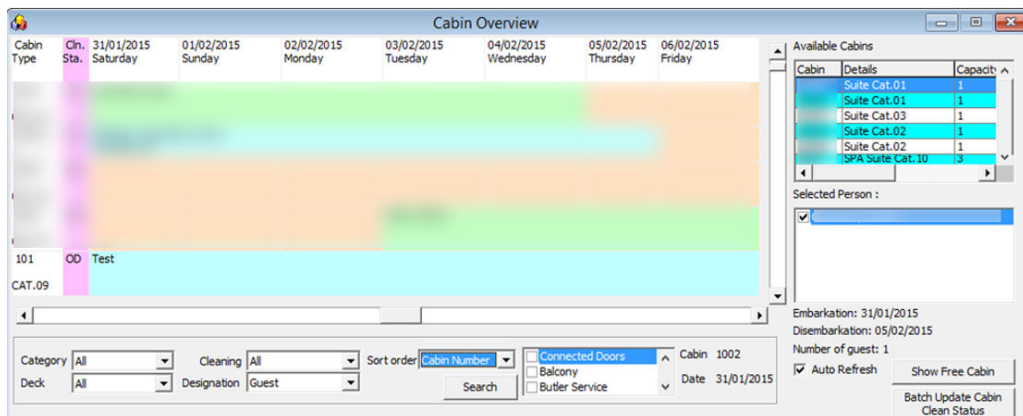 Cabin Overview
Cabin Type
Cln. Sta.
31/01/2015 Saturday
01/02/2015 Sunday
02/02/2015 Monday
03/02/2015 Tuesday
04/02/2015 Wednesday
05/02/2015 Thursday
06/02/2015 Friday
101 OD Test
CAT.09
Available Cabins
Cabin Details Capacity
Suite Cat.01 1
Suite Cat.01 1
Suite Cat.03 1
Suite Cat.02 1
Suite Cat.02 1
SPA Suite Cat.10 3
Selected Person :
Embarkation: 31/01/2015
Disembarkation: 05/02/2015
Number of guest: 1
Auto Refresh
Show Free Cabin
Batch Update Cabin
Clean Status
Category All
Cleaning All
Sort order Cabin Number
Deck All
Designation Guest
Search
Connected Doors
Balcony
Butler Service
Cabin 1002
Date 31/01/2015